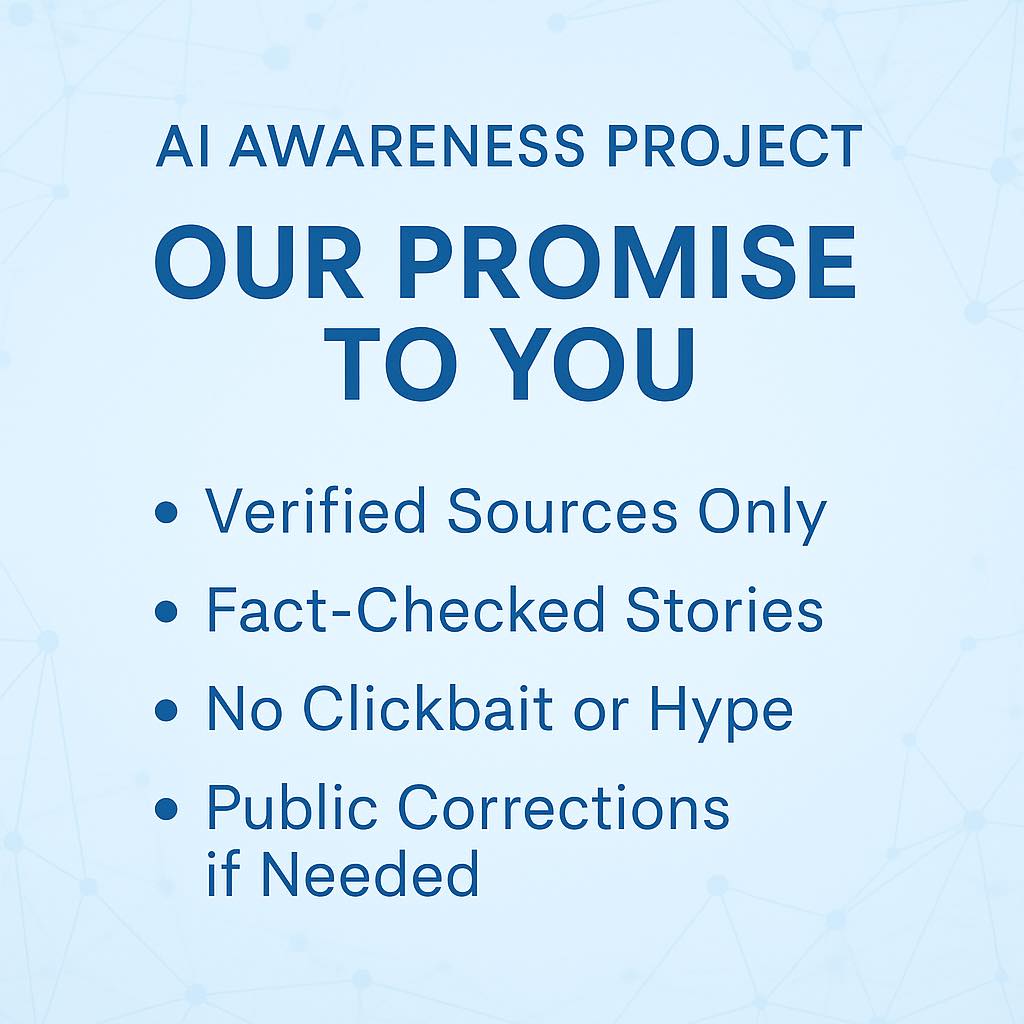 AI AWARENESS PROJECT
OUR PROMISE
TO YOU
• Verified Sources Only
• Fact-Checked Stories
• No Clickbait or Hype
• Public Corrections
if Needed